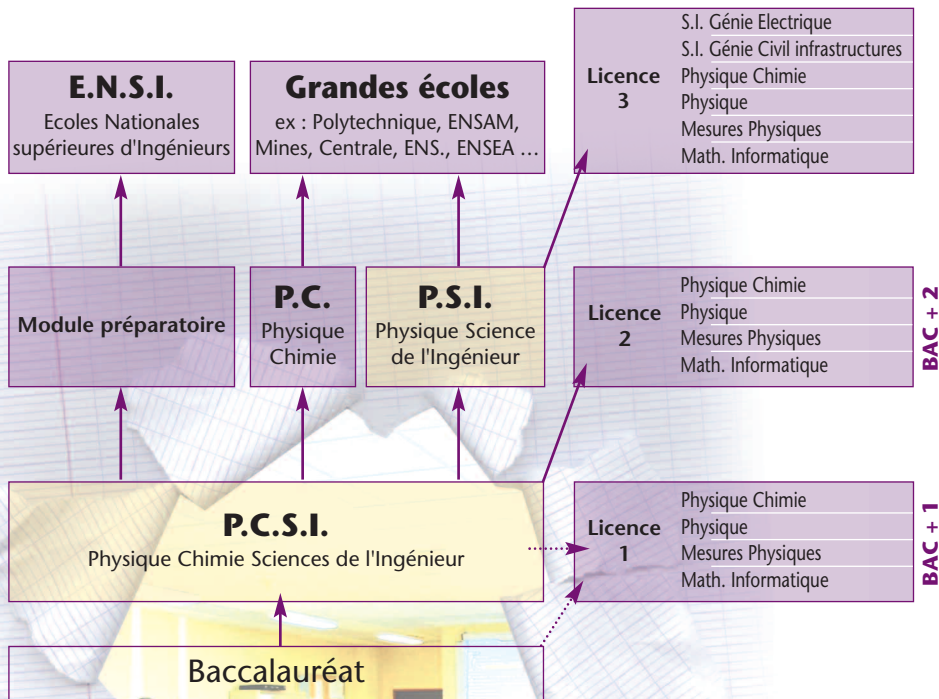 E.N.S.I.
Ecoles Nationales
supérieures d'Ingénieurs
Grandes écoles
ex : Polytechnique, ENSAM,
Mines, Centrale, ENS., ENSEA ...
Licence
3
S.I. Génie Electrique
S.I. Génie Civil infrastructures
Physique Chimie
Physique
Mesures Physiques
Math. Informatique
Module préparatoire
P.C.
Physique
Chimie
P.S.I.
Physique Science
de l'Ingénieur
Licence
2
Physique Chimie
Physique
Mesures Physiques
Math. Informatique
BAC + 2
P.C.S.I.
Physique Chimie Sciences de l'Ingénieur
Licence
1
Physique Chimie
Physique
Mesures Physiques
Math. Informatique
BAC + 1
Baccalauréat